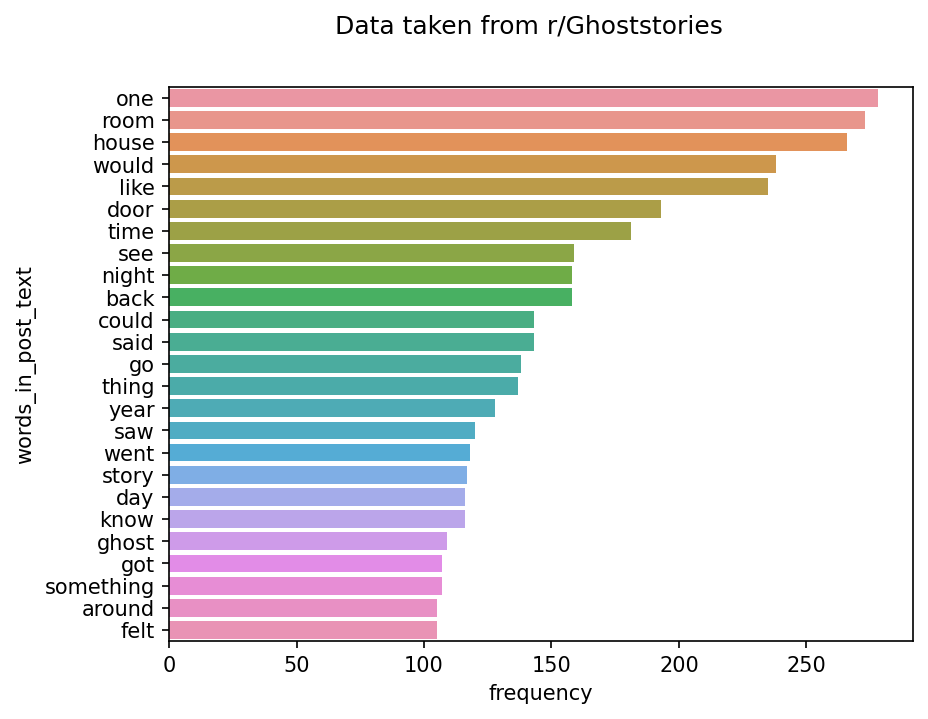 Data taken from r/Ghoststories
one
room
house
would
like
door
time
see
night
back
could
said
go
thing
year
saw
went
story
day
know
ghost
got
something
around
felt
words_in_post_text
0 50 100 150 200 250
frequency